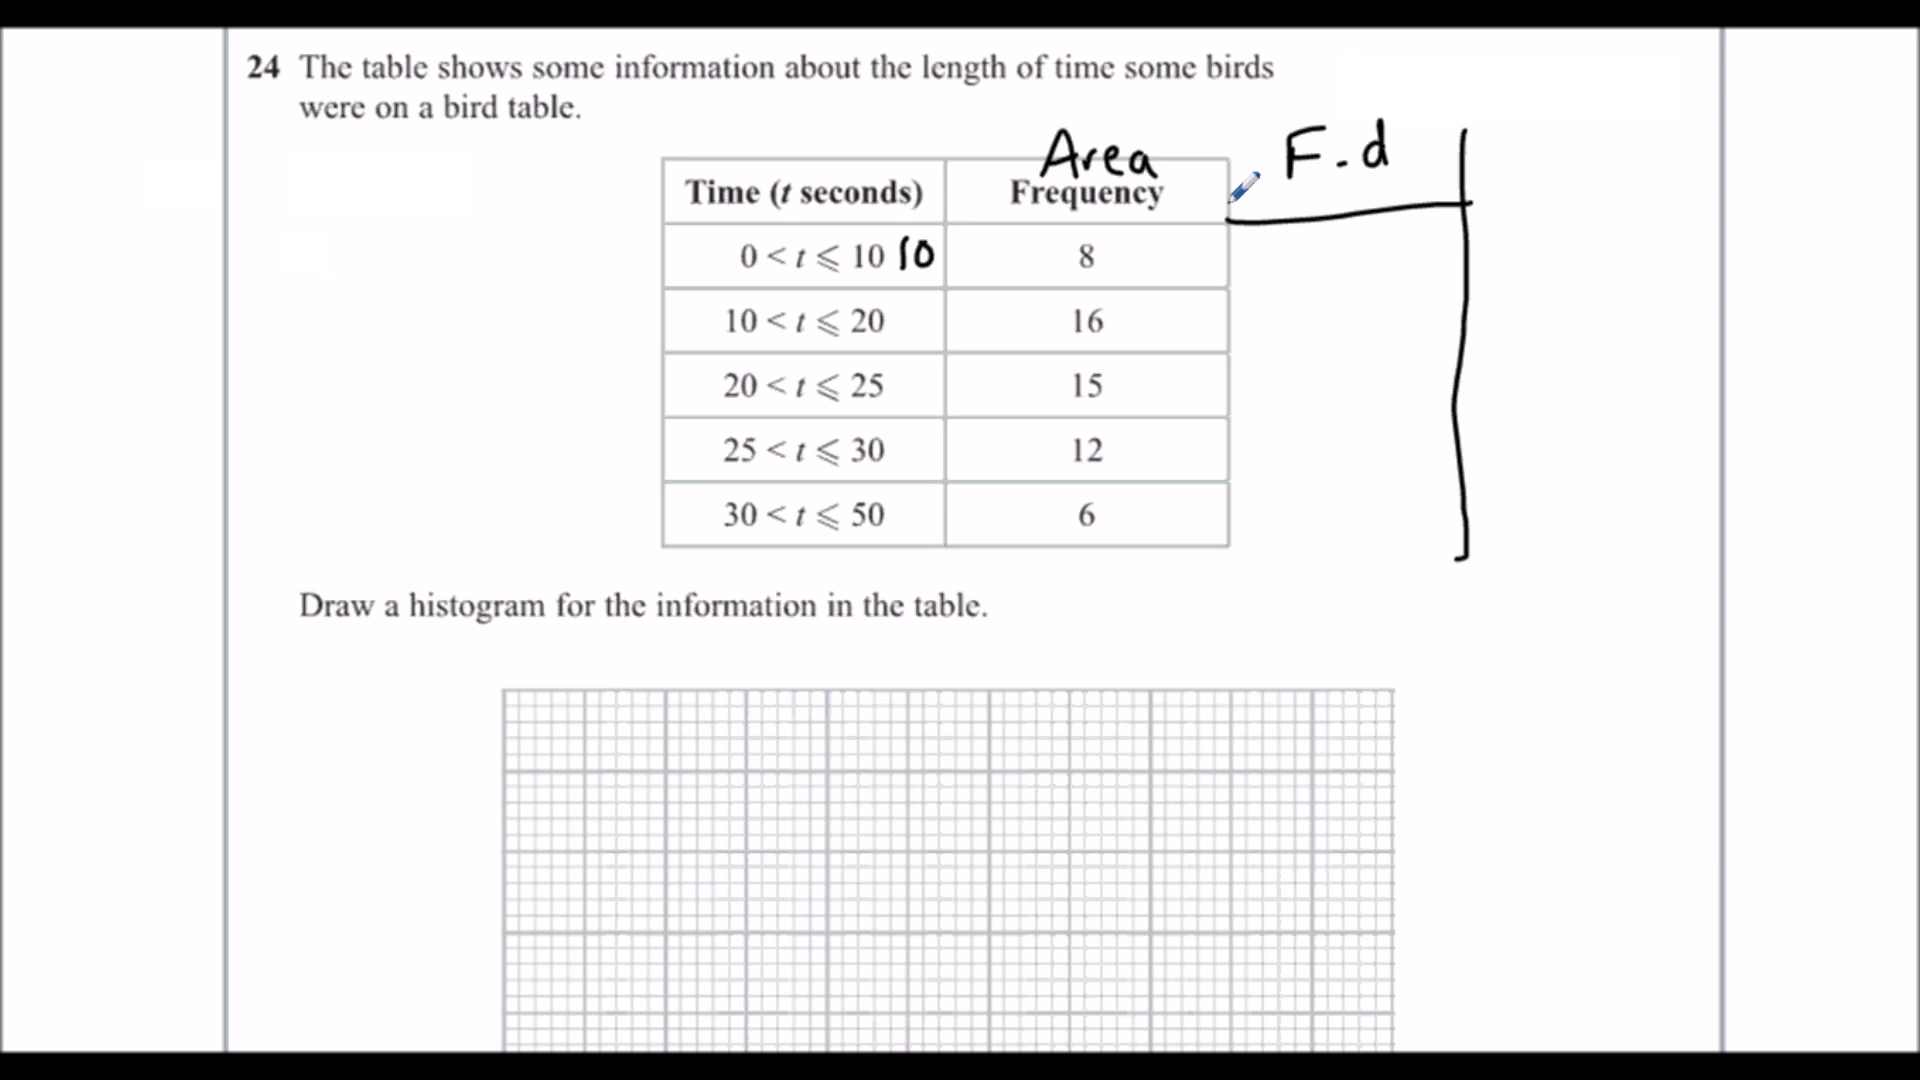 24 The table shows some information about the length of time some birds
were on a bird table.
Area F.d
Time (t seconds) Frequency
0 < t ⩽ 10 10 8
10 < t ⩽ 20 16
20 < t ⩽ 25 15
25 < t ⩽ 30 12
30 < t ⩽ 50 6
Draw a histogram for the information in the table.